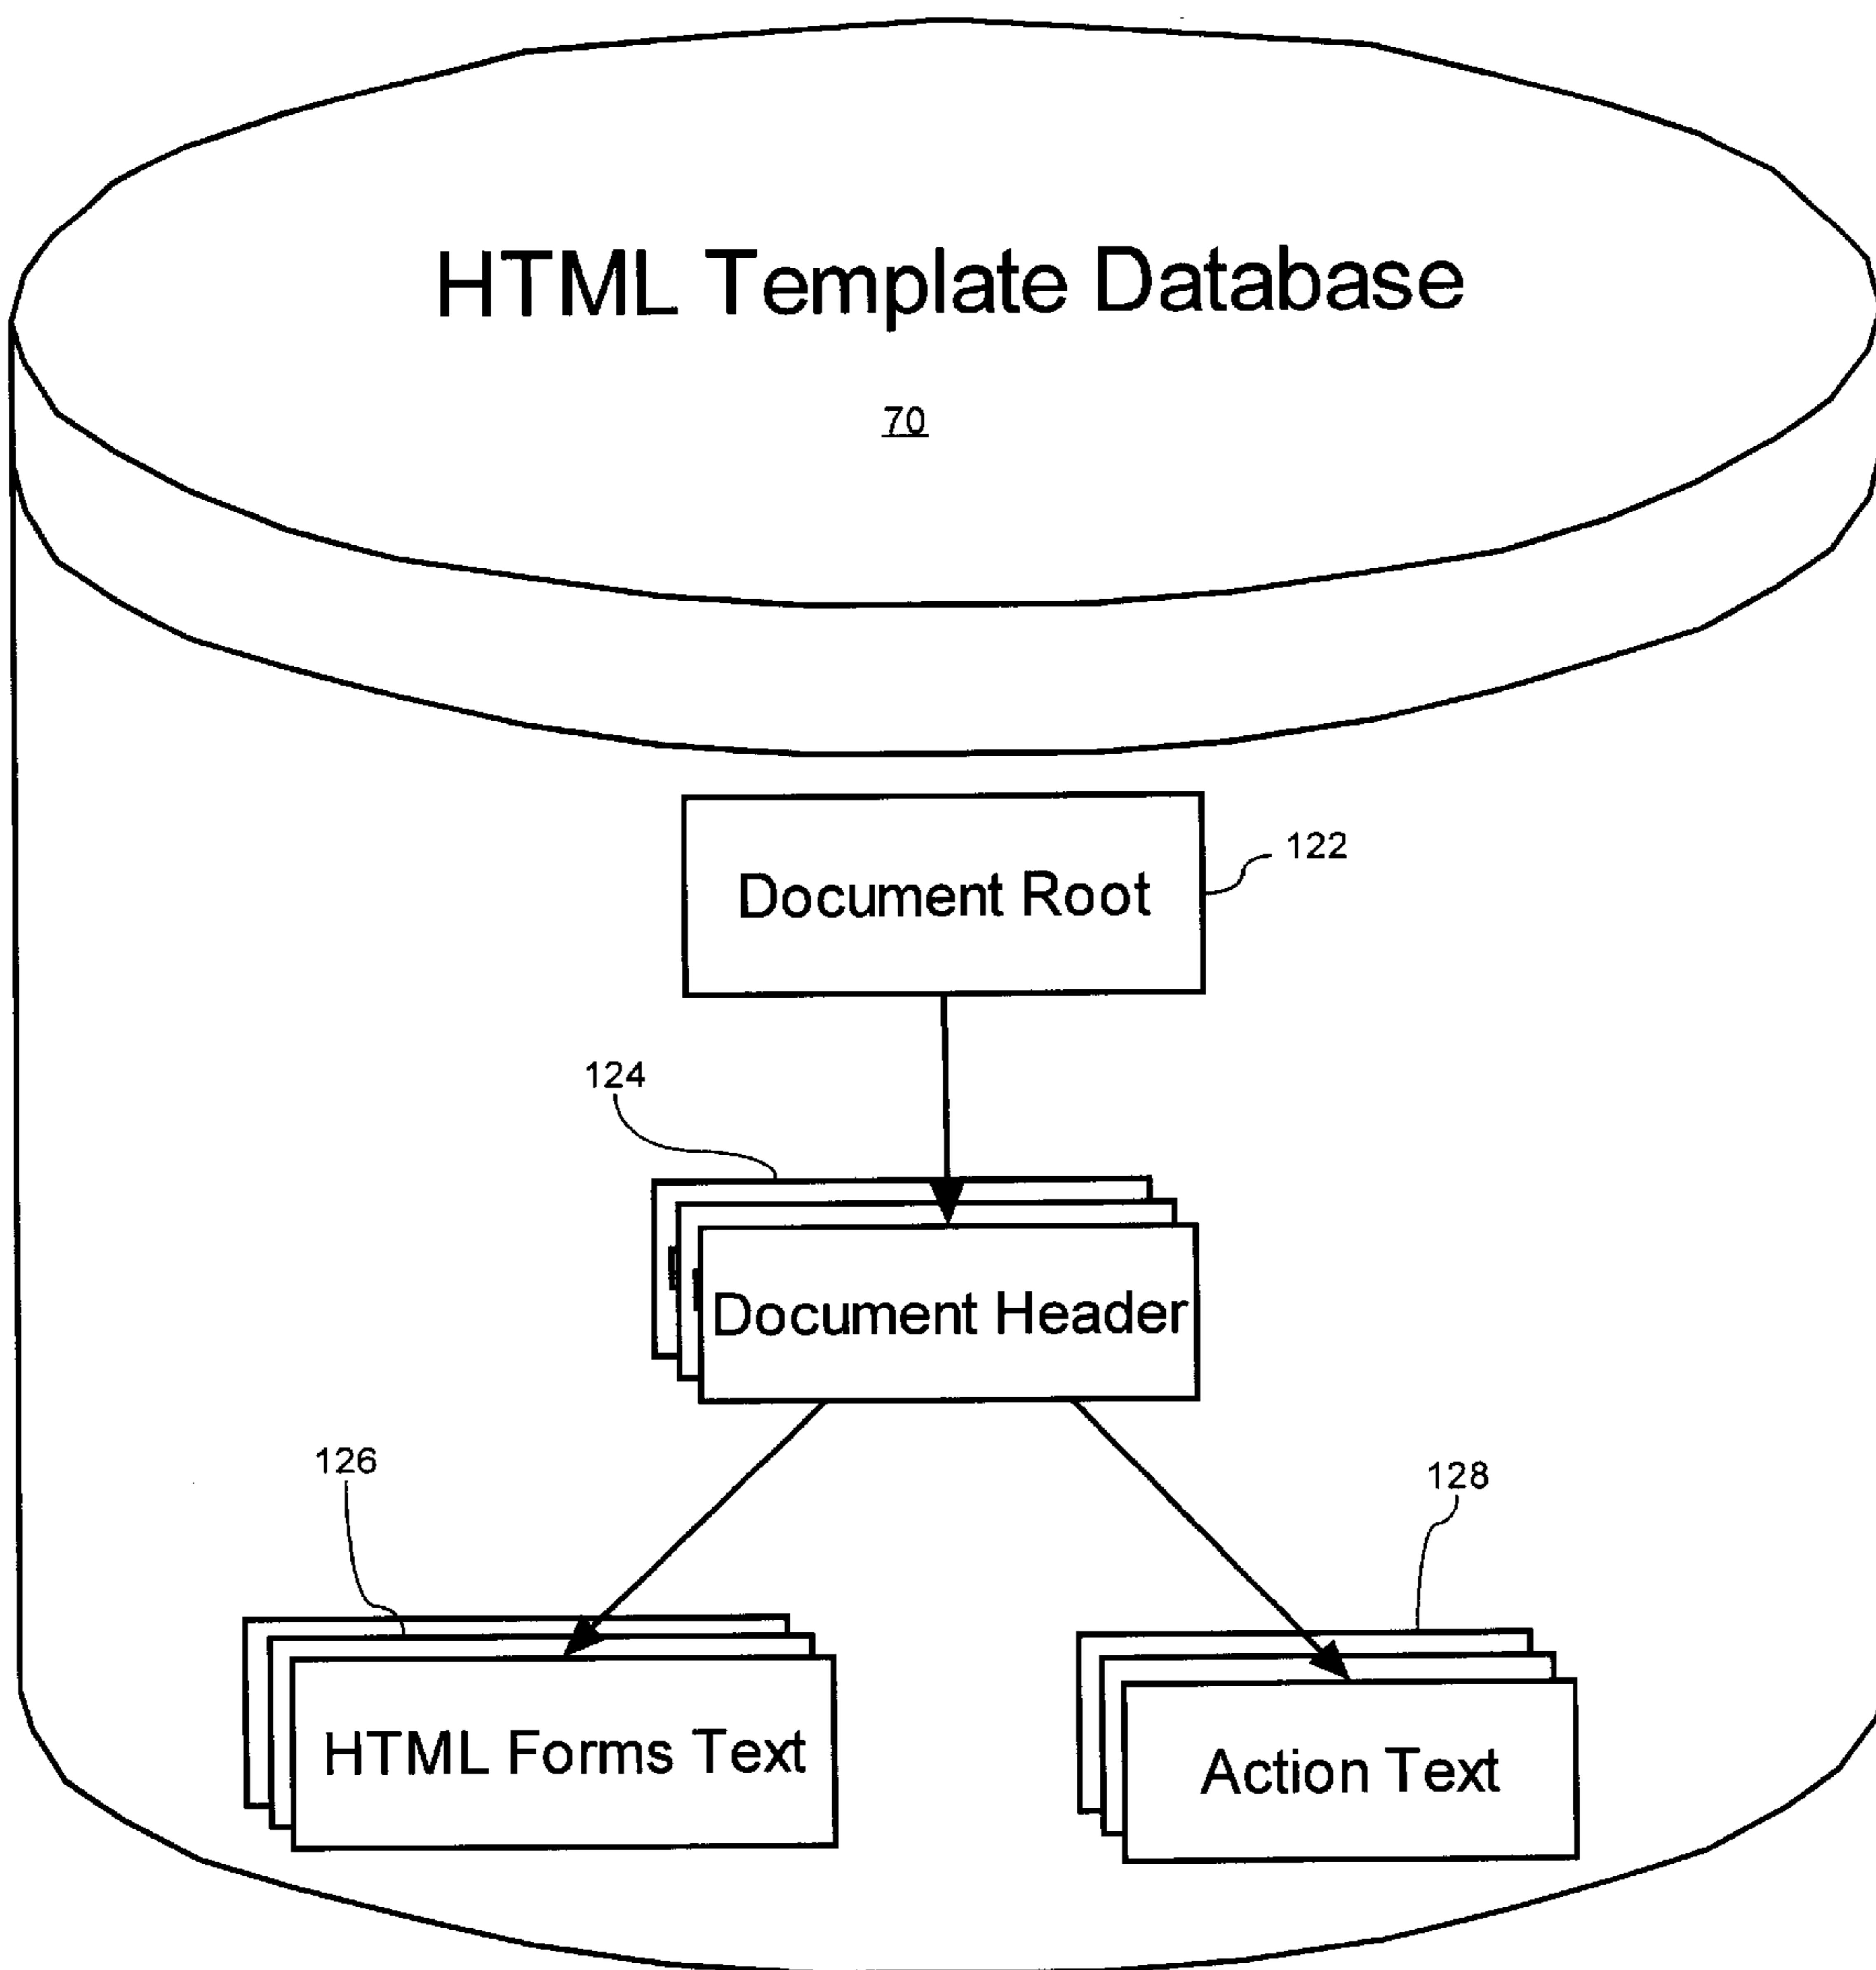 HTML Template Database
70
Document Root
122
124
Document Header
126
128
HTML Forms Text
Action Text